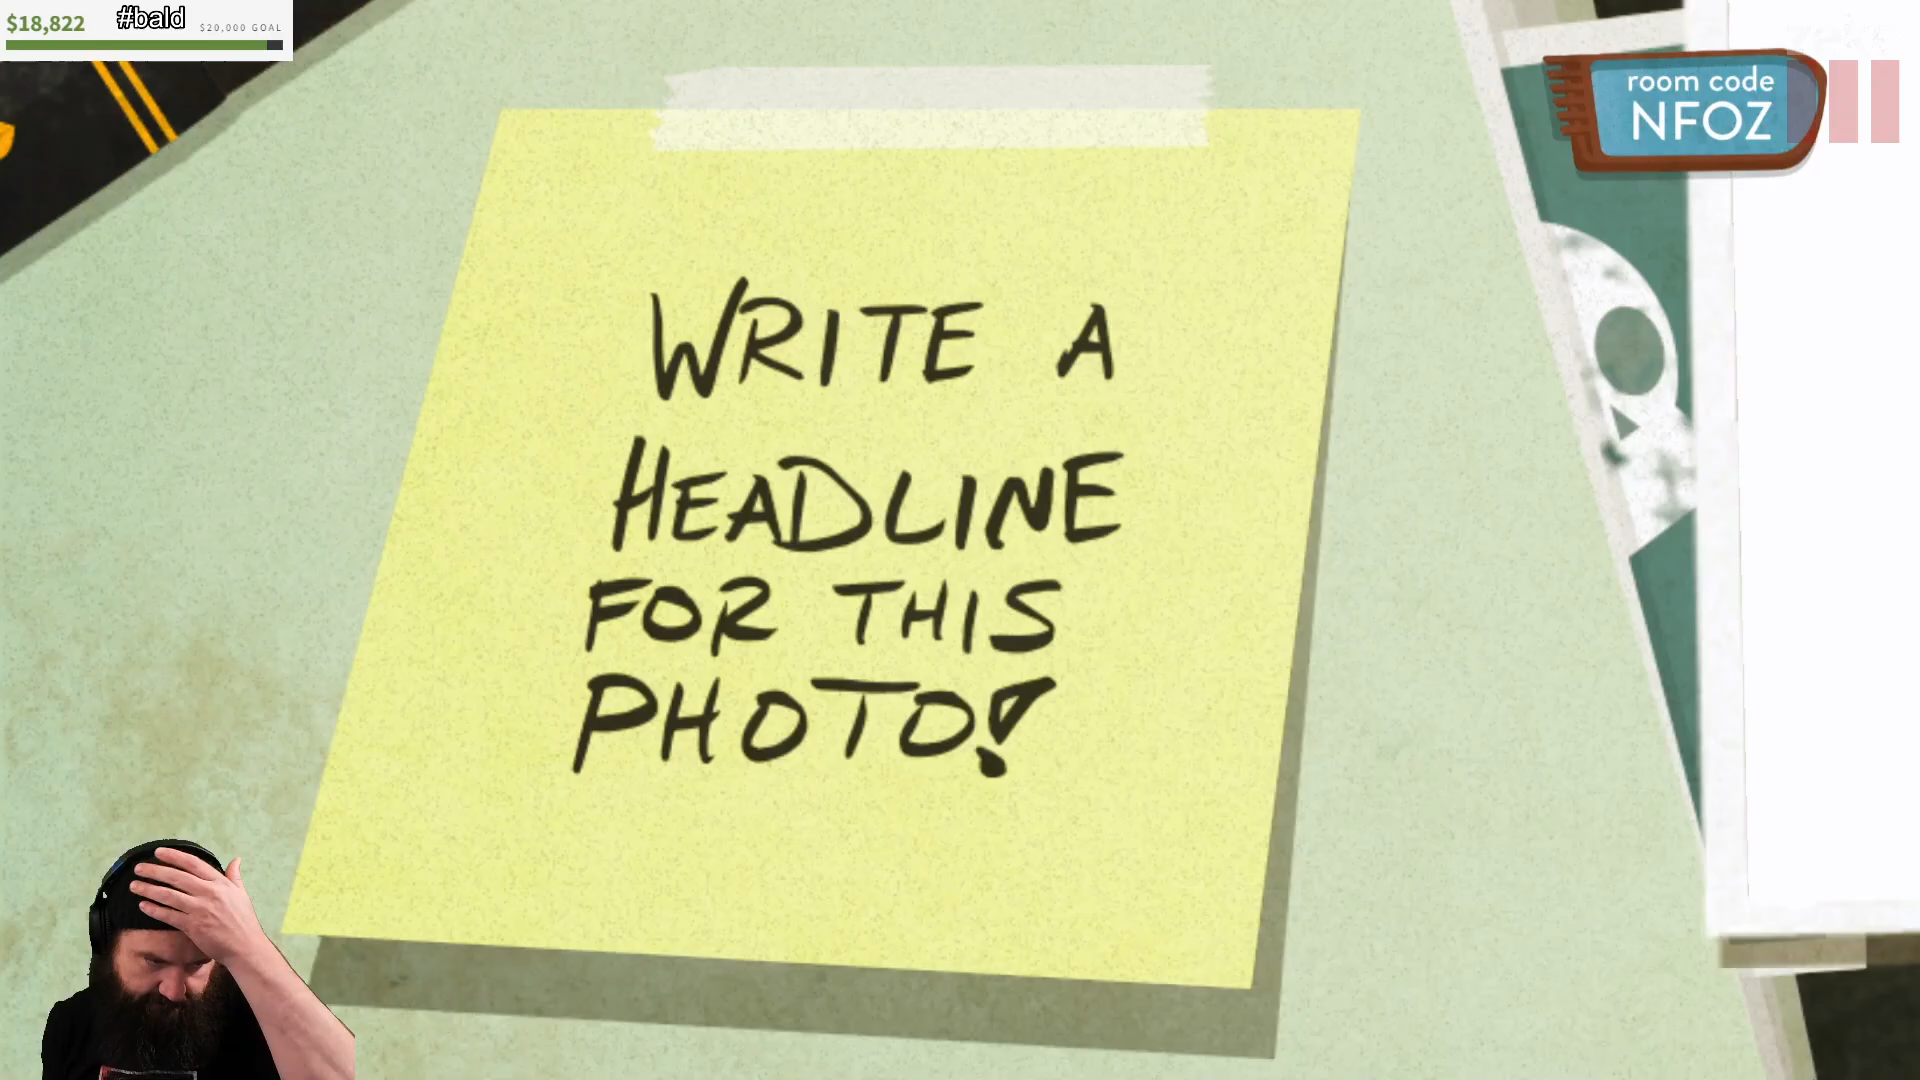 $18,822 #bald $20,000 GOAL
room code
NFOZ
WRITE A
HEADLINE
FOR THIS
PHOTO!